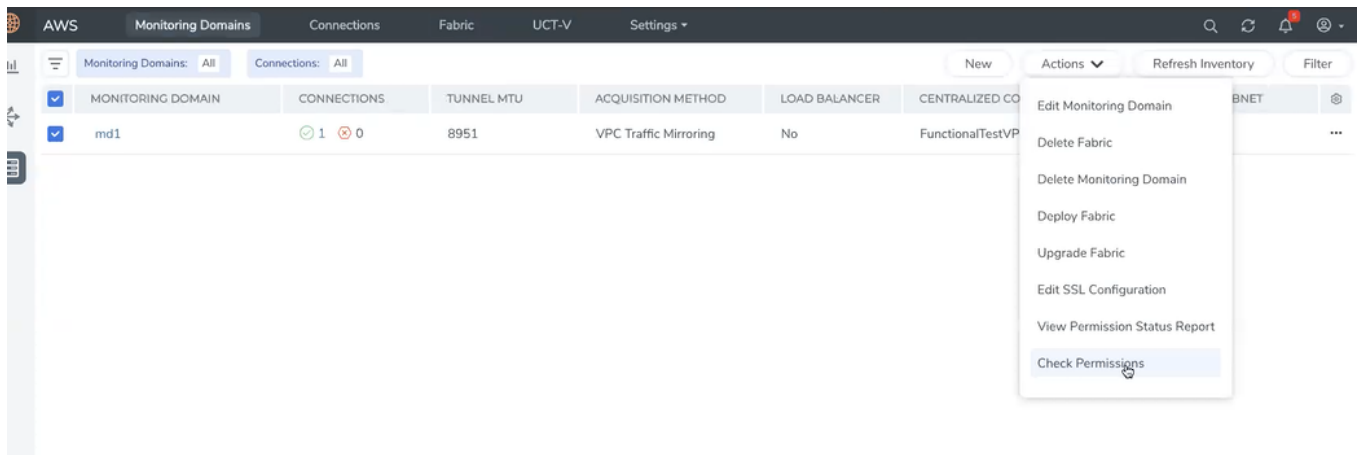 AWS Monitoring Domains Connections Fabric UCT-V Settings 5
Monitoring Domains: All Connections: All New Actions Refresh Inventory Filter
MONITORING DOMAIN CONNECTIONS TUNNEL MTU ACQUISITION METHOD LOAD BALANCER CENTRALIZED CO BNET
md1 1 0 8951 VPC Traffic Mirroring No FunctionalTestVP
Edit Monitoring Domain
Delete Fabric
Delete Monitoring Domain
Deploy Fabric
Upgrade Fabric
Edit SSL Configuration
View Permission Status Report
Check Permissions